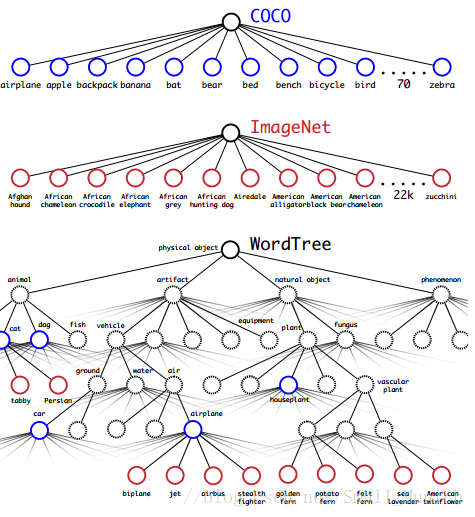 COCO
airplane apple backpack banana bat bear bed bench bicycle bird 70 zebra
ImageNet
Afghan hound
African chameleon
African crocodile
African elephant
African grey
African hunting dog
Airedale
American alligator
American black bear
American chameleon
22k
zucchini
WordTree
physical object
animal artifact natural object phenomenon
cat dog fish vehicle equipment plant fungus
ground water air vascular plant
tabby Persian houseplant
car airplane
biplane jet airbus
stealth fighter
golden fern
potato fern
felt fern
sea lavender
American twinflower